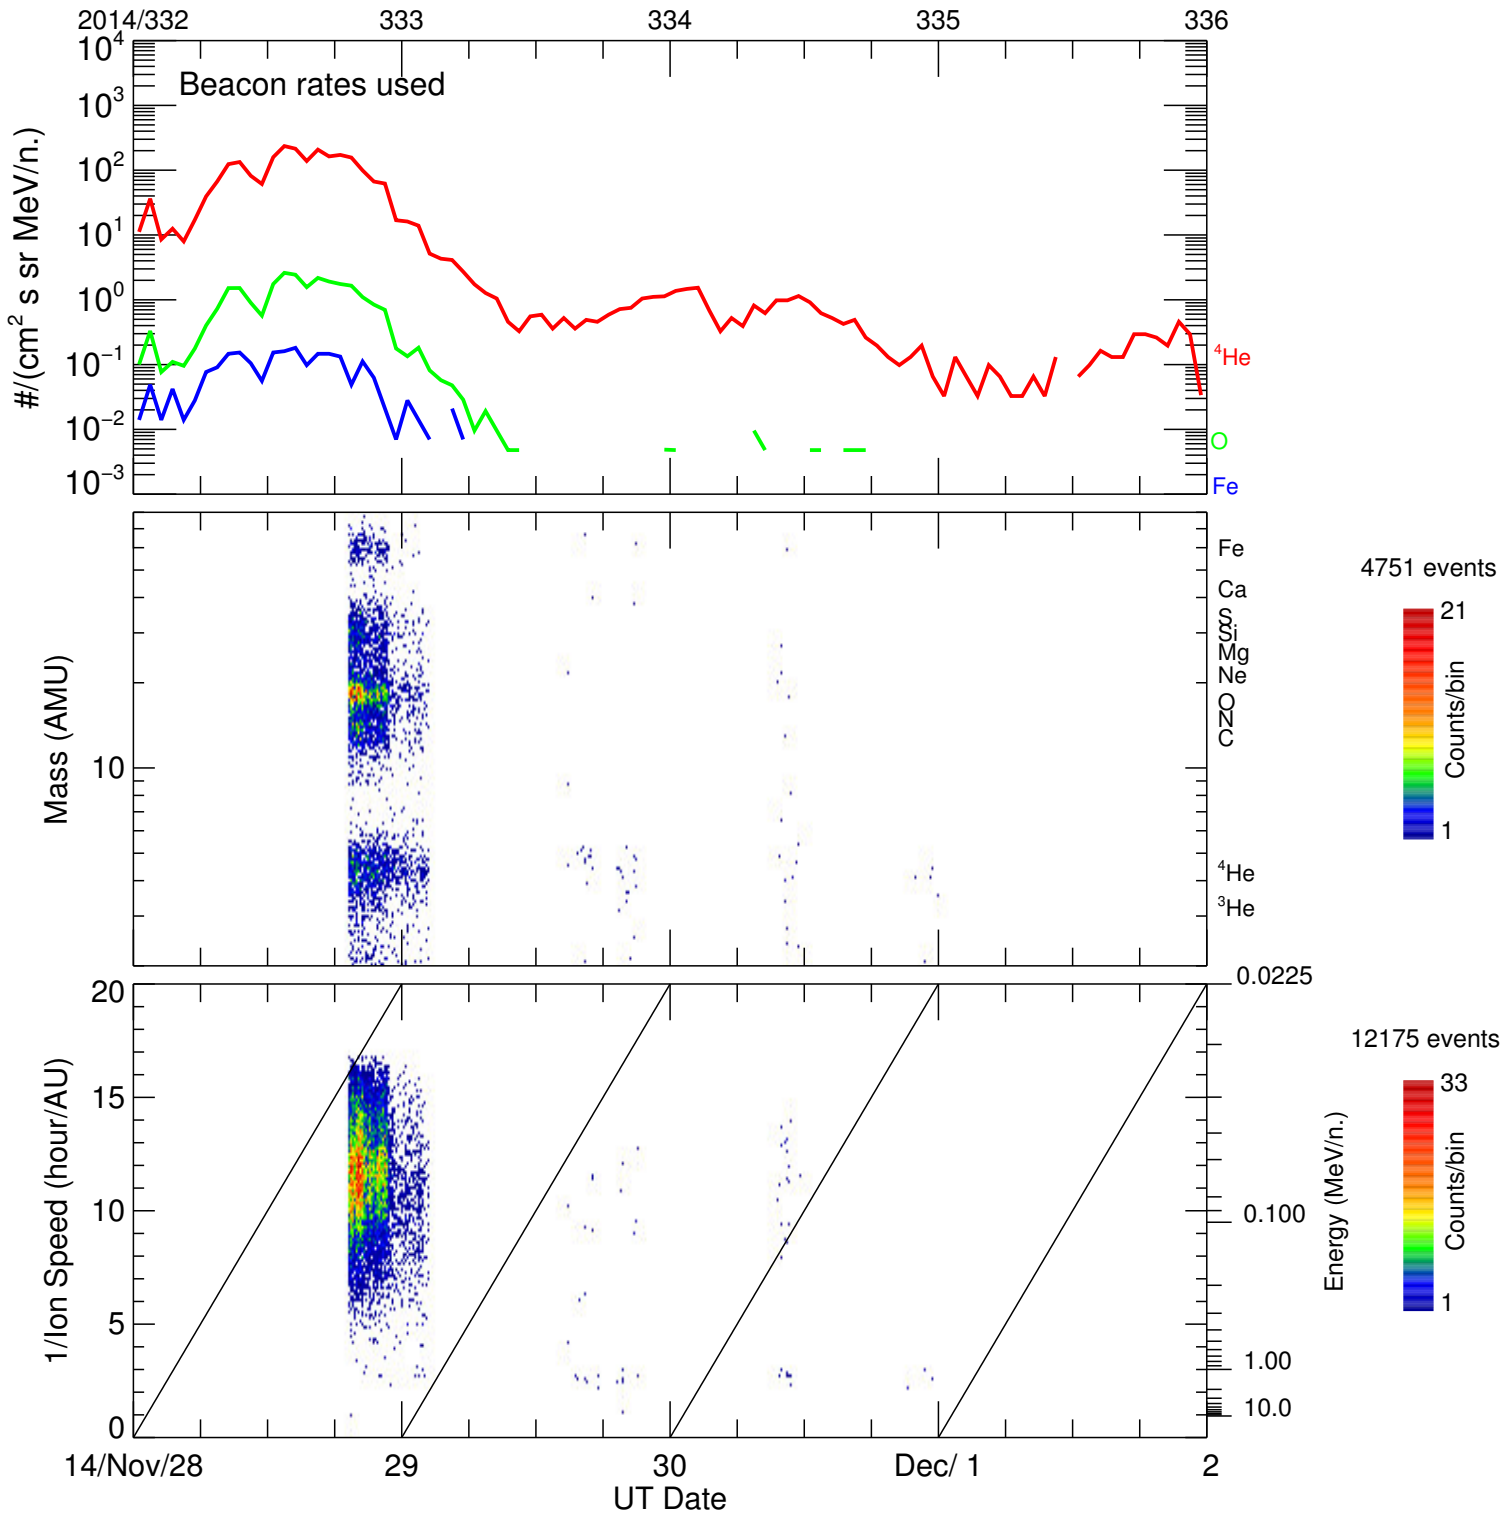 2014/332 333 334 335 336
Beacon rates used
10^4
10^3
10^2
10^1
10^0
10^-1
10^-2
10^-3
#/(cm^2 s sr MeV/n.)
^4He
O
Fe
Mass (AMU)
10
Fe
Ca
S
Si
Mg
Ne
O
N
C
^4He
^3He
4751 events
21
Counts/bin
1
1/Ion Speed (hour/AU)
20
15
10
5
0
0.0225
0.100
1.00
10.0
Energy (MeV/n.)
12175 events
33
Counts/bin
1
14/Nov/28 29 30 Dec/ 1 2
UT Date